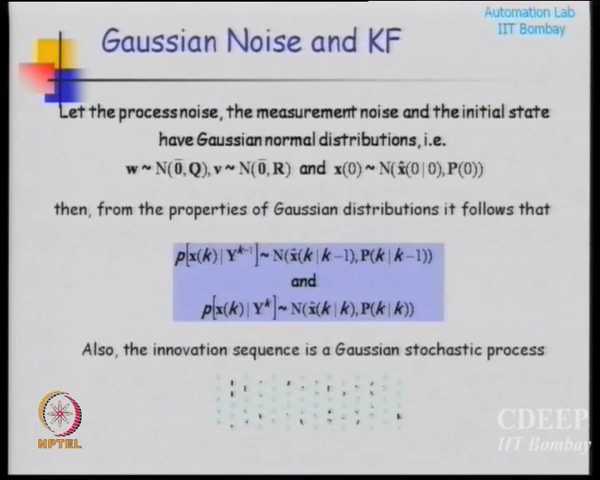 Automation Lab
IIT Bombay
Gaussian Noise and KF
Let the process noise, the measurement noise and the initial state
have Gaussian normal distributions, i.e.
w ~ N(0̄, Q), v ~ N(0̄, R) and x(0) ~ N(x̂(0|0), P(0))
then, from the properties of Gaussian distributions it follows that
p[x(k) | Y^{k-1}] ~ N(x̂(k|k-1), P(k|k-1))
and
p[x(k) | Y^k] ~ N(x̂(k|k), P(k|k))
Also, the innovation sequence is a Gaussian stochastic process
NPTEL
CDEEP
IIT Bombay